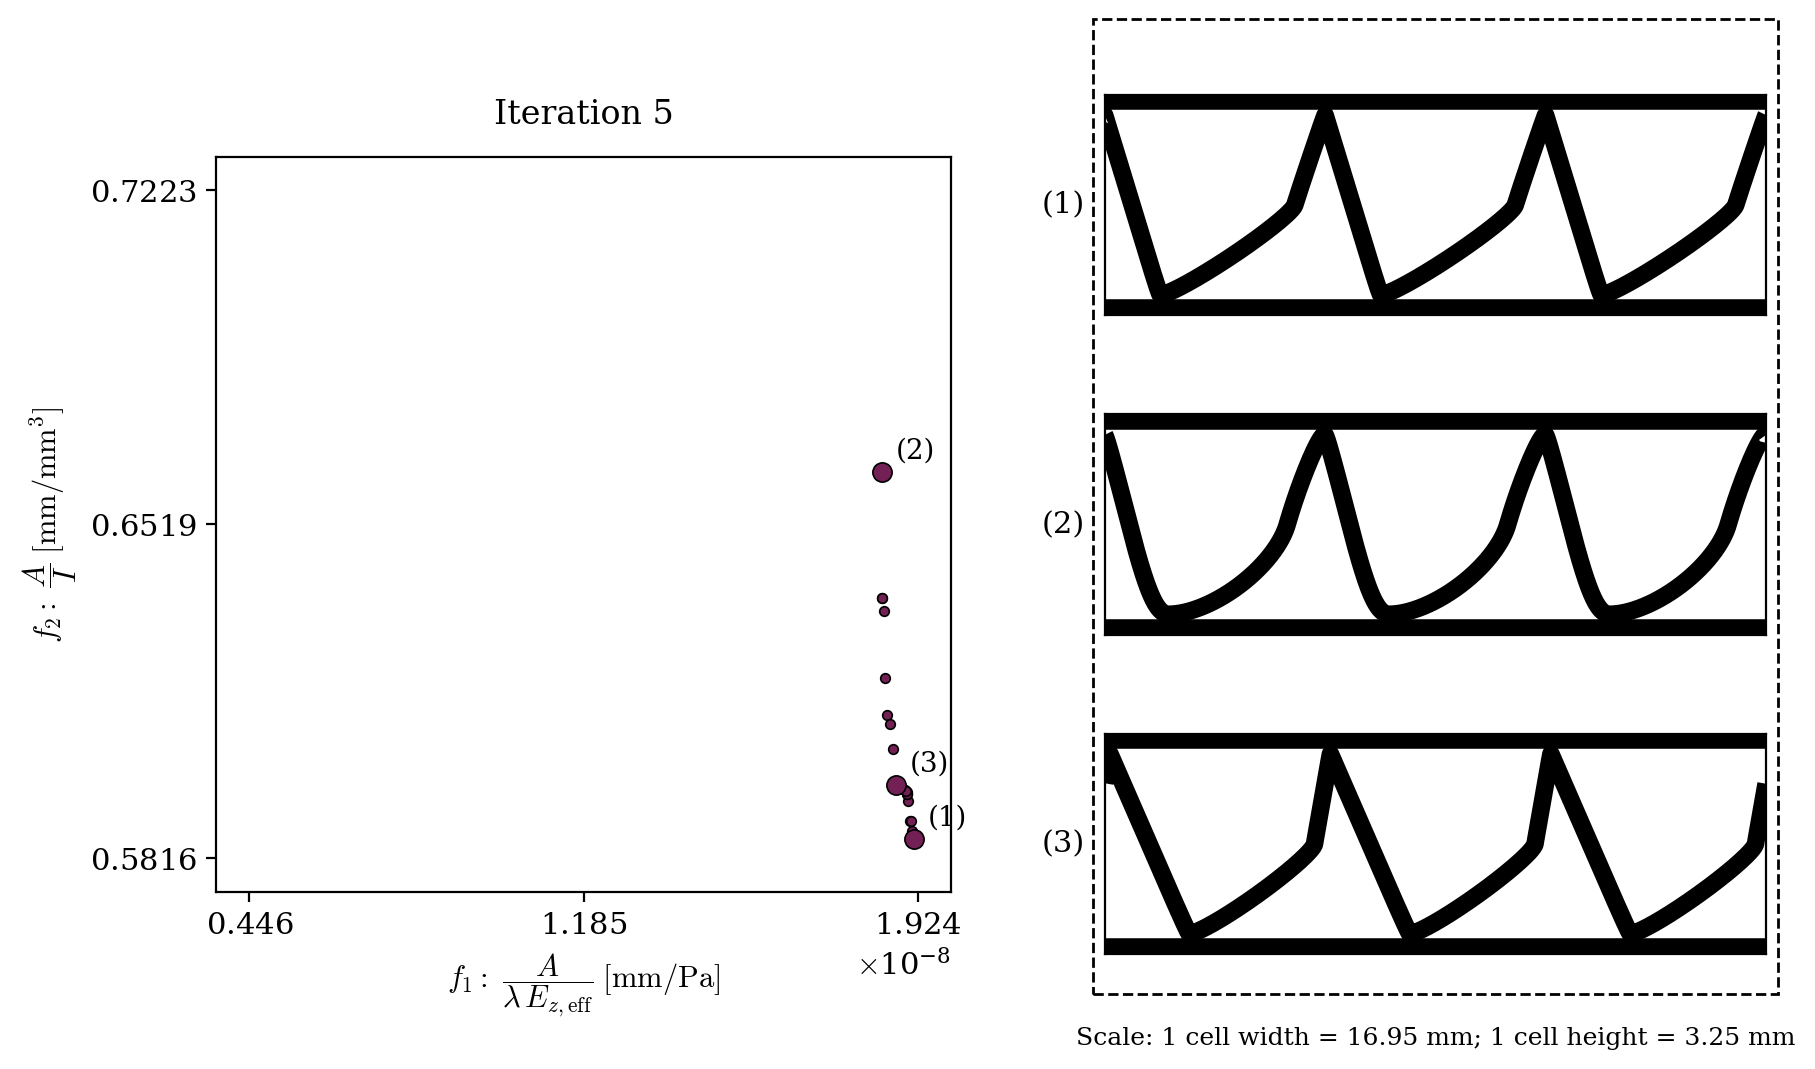 Iteration 5
0.7223
0.6519
0.5816
f₂ : A/I [mm/mm³]
(2)
(3)
(1)
0.446 1.185 1.924
×10⁻⁸
f₁ : A/(λ E_{z, eff}) [mm/Pa]
(1)
(2)
(3)
Scale: 1 cell width = 16.95 mm; 1 cell height = 3.25 mm